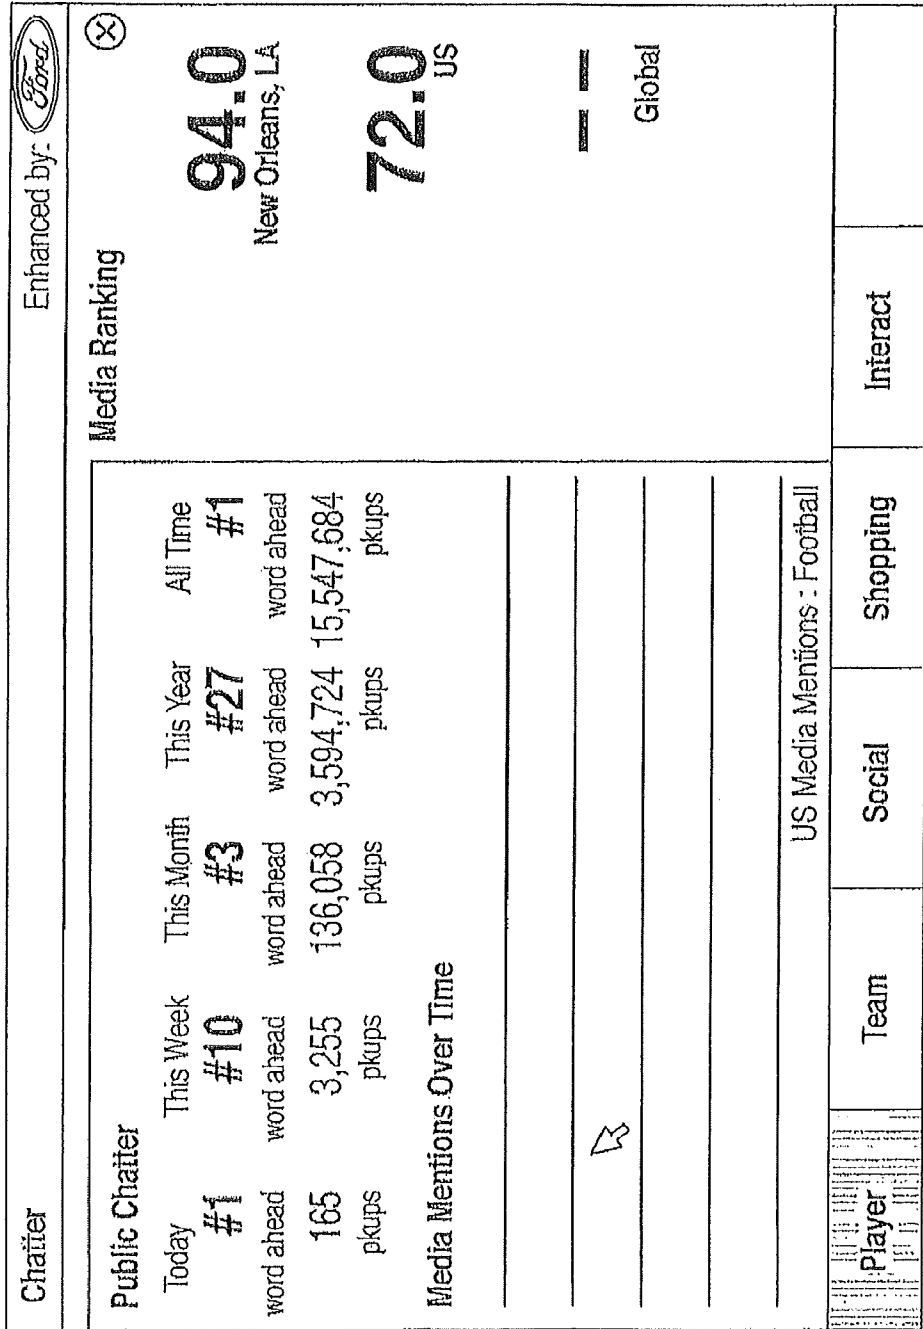 Chatter Enhanced by: Ford
Public Chatter
Today This Week This Month This Year All Time
#1 #10 #3 #27 #1
word ahead word ahead word ahead word ahead word ahead
165 3,255 136,058 3,594,724 15,547,684
pkups pkups pkups pkups pkups
Media Mentions Over Time
US Media Mentions : Football
Media Ranking
94.0
New Orleans, LA
72.0
US
– –
Global
Player Team Social Shopping Interact